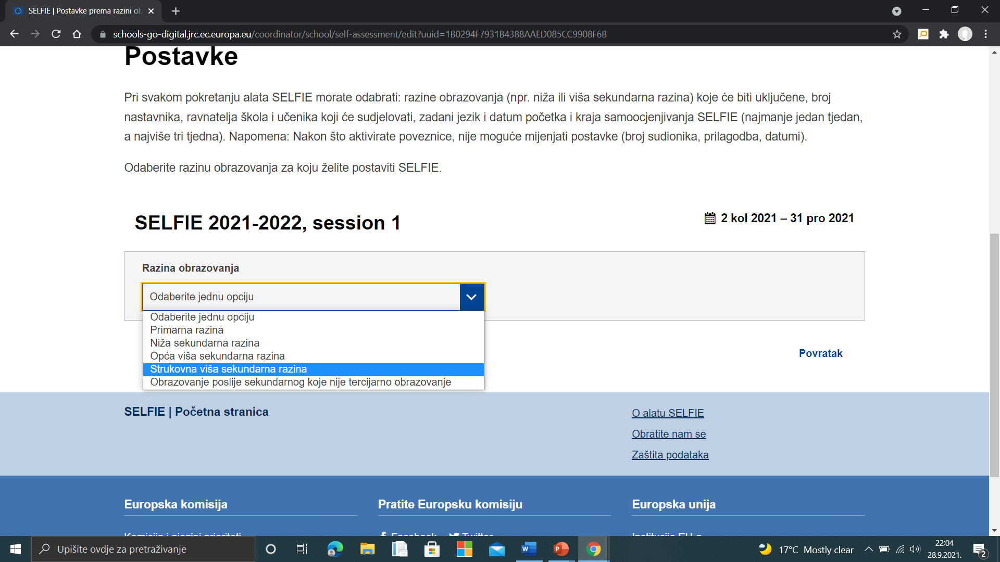 SELFIE | Postavke prema razini ob
schools-go-digital.jrc.ec.europa.eu/coordinator/school/self-assessment/edit?uuid=1B0294F7931B4388AAED085CC9908F6B
Postavke
Pri svakom pokretanju alata SELFIE morate odabrati: razine obrazovanja (npr. niža ili viša sekundarna razina) koje će biti uključene, broj
nastavnika, ravnatelja škola i učenika koji će sudjelovati, zadani jezik i datum početka i kraja samoocjenjivanja SELFIE (najmanje jedan tjedan,
a najviše tri tjedna). Napomena: Nakon što aktivirate poveznice, nije moguće mijenjati postavke (broj sudionika, prilagodba, datumi).
Odaberite razinu obrazovanja za koju želite postaviti SELFIE.
SELFIE 2021-2022, session 1
2 kol 2021 – 31 pro 2021
Razina obrazovanja
Odaberite jednu opciju
Odaberite jednu opciju
Primarna razina
Niža sekundarna razina
Opća viša sekundarna razina
Strukovna viša sekundarna razina
Obrazovanje poslije sekundarnog koje nije tercijarno obrazovanje
Povratak
SELFIE | Početna stranica
O alatu SELFIE
Obratite nam se
Zaštita podataka
Europska komisija
Pratite Europsku komisiju
Europska unija
Komisija i njezini prioriteti
Facebook
Twitter
Institucije EU-a
Upišite ovdje za pretraživanje
17°C Mostly clear
22:04
28.9.2021.
2